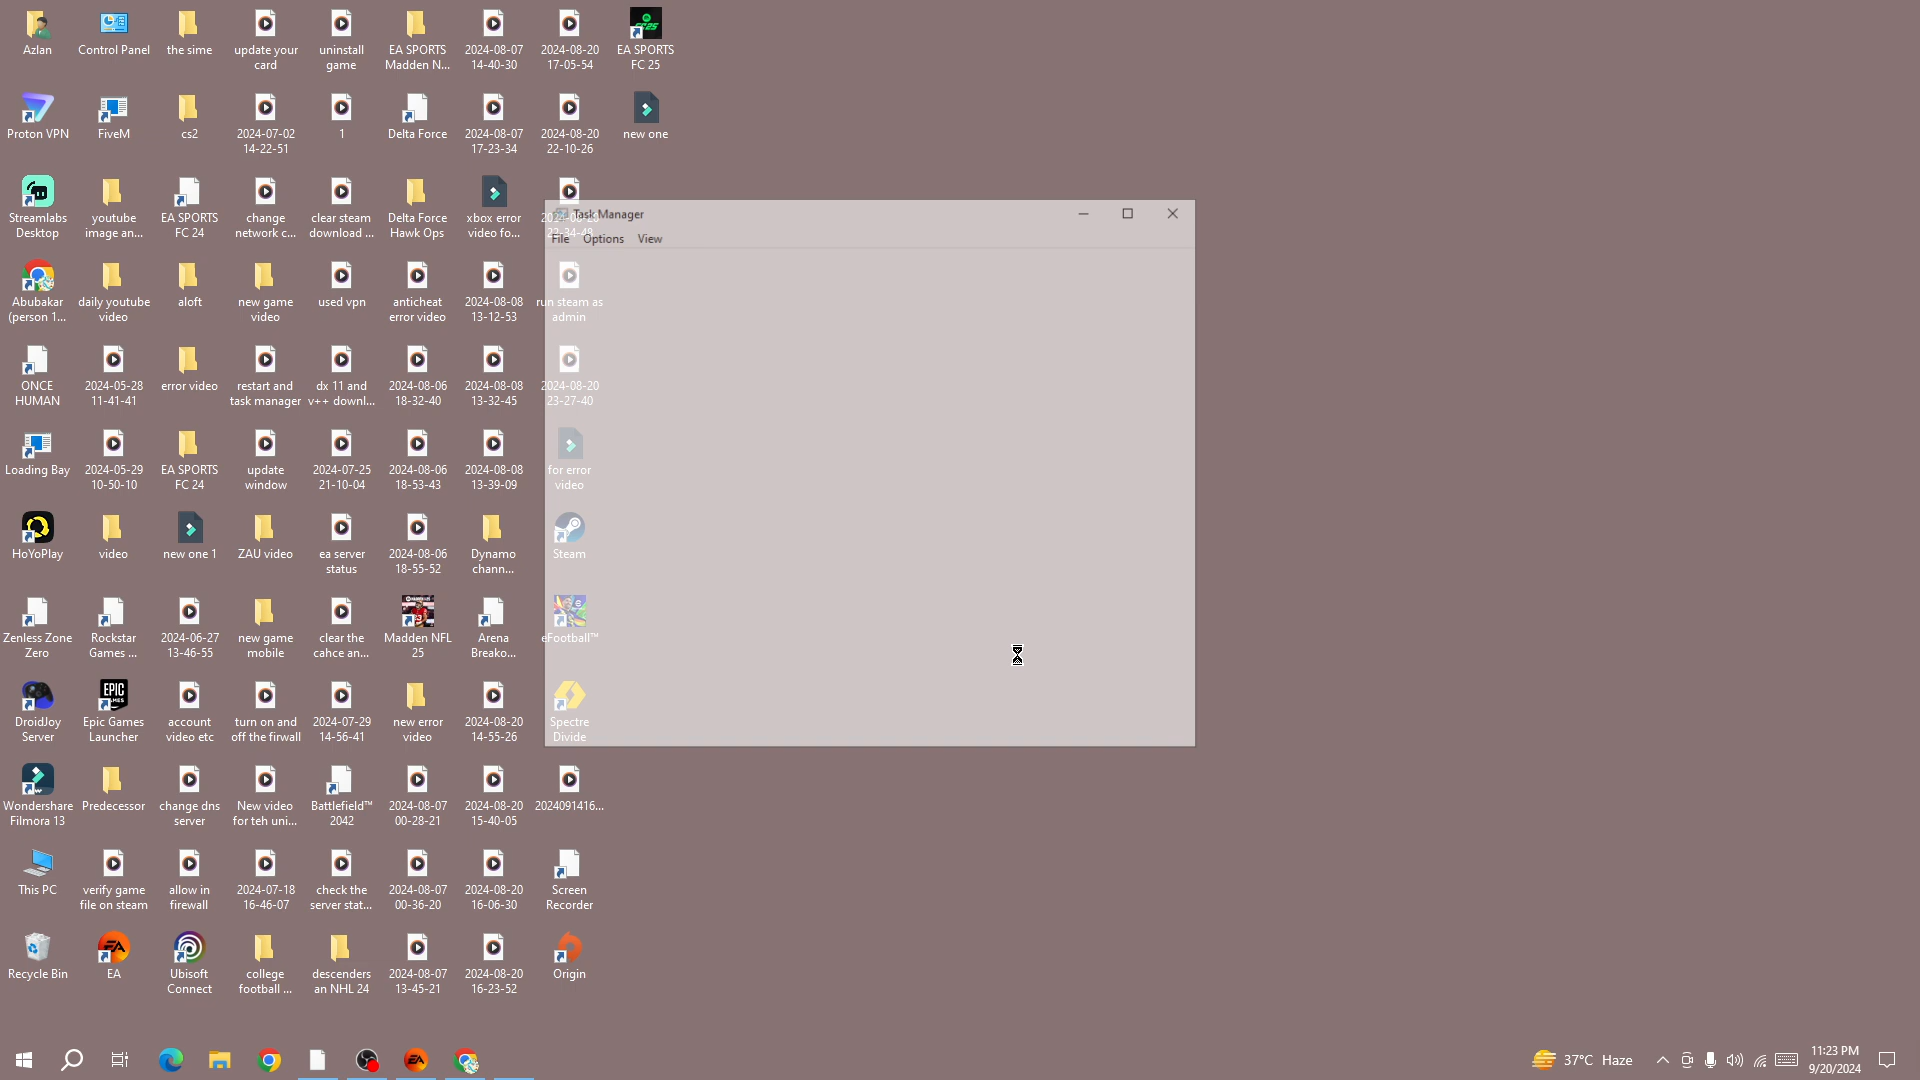 Azlan
Control Panel
the sime
update your
card
uninstall
game
EA SPORTS
Madden N...
2024-08-07
14-40-30
2024-08-20
17-05-54
EA SPORTS
FC 25
Proton VPN
FiveM
cs2
2024-07-02
14-22-51
1
Delta Force
2024-08-07
17-23-34
2024-08-20
22-10-26
new one
Streamlabs
Desktop
youtube
image an...
EA SPORTS
FC 24
change
network c...
clear steam
download ...
Delta Force
Hawk Ops
xbox error
video fo...
Task Manager
File Options View
Abubakar
(person 1...
daily youtube
video
aloft
new game
video
used vpn
anticheat
error video
2024-08-08
13-12-53
run steam as
admin
ONCE
HUMAN
2024-05-28
11-41-41
error video
restart and
task manager
dx 11 and
v++ downl...
2024-08-06
18-32-40
2024-08-08
13-32-45
2024-08-20
23-27-40
Loading Bay
2024-05-29
10-50-10
EA SPORTS
FC 24
update
window
2024-07-25
21-10-04
2024-08-06
18-53-43
2024-08-08
13-39-09
for error
video
HoYoPlay
video
new one 1
ZAU video
ea server
status
2024-08-06
18-55-52
Dynamo
chann...
Steam
Zenless Zone
Zero
Rockstar
Games ...
2024-06-27
13-46-55
new game
mobile
clear the
cahce an...
Madden NFL
25
Arena
Breako...
eFootball™
DroidJoy
Server
Epic Games
Launcher
account
video etc
turn on and
off the firwall
2024-07-29
14-56-41
new error
video
2024-08-20
14-55-26
Spectre
Divide
Wondershare
Filmora 13
Predecessor
change dns
server
New video
for teh uni...
Battlefield™
2042
2024-08-07
00-28-21
2024-08-20
15-40-05
2024091416...
This PC
verify game
file on steam
allow in
firewall
2024-07-18
16-46-07
check the
server stat...
2024-08-07
00-36-20
2024-08-20
16-06-30
Screen
Recorder
Recycle Bin
EA
Ubisoft
Connect
college
football ...
descenders
an NHL 24
2024-08-07
13-45-21
2024-08-20
16-23-52
Origin
37°C Haze
11:23 PM
9/20/2024